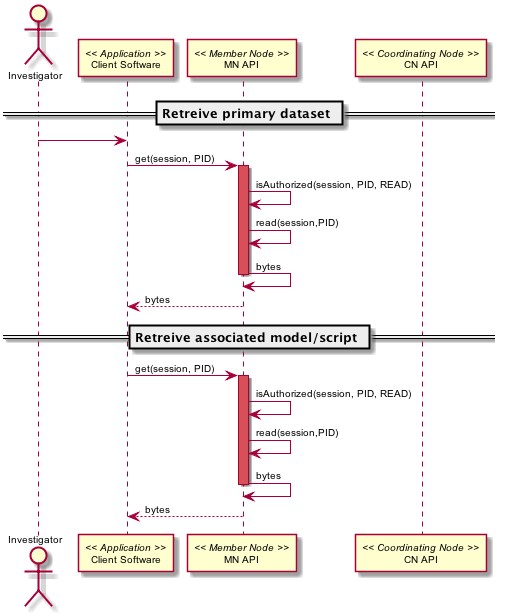 Investigator
<< Application >>
Client Software
<< Member Node >>
MN API
<< Coordinating Node >>
CN API
Retreive primary dataset
get(session, PID)
isAuthorized(session, PID, READ)
read(session,PID)
bytes
bytes
Retreive associated model/script
get(session, PID)
isAuthorized(session, PID, READ)
read(session,PID)
bytes
bytes
Investigator
<< Application >>
Client Software
<< Member Node >>
MN API
<< Coordinating Node >>
CN API